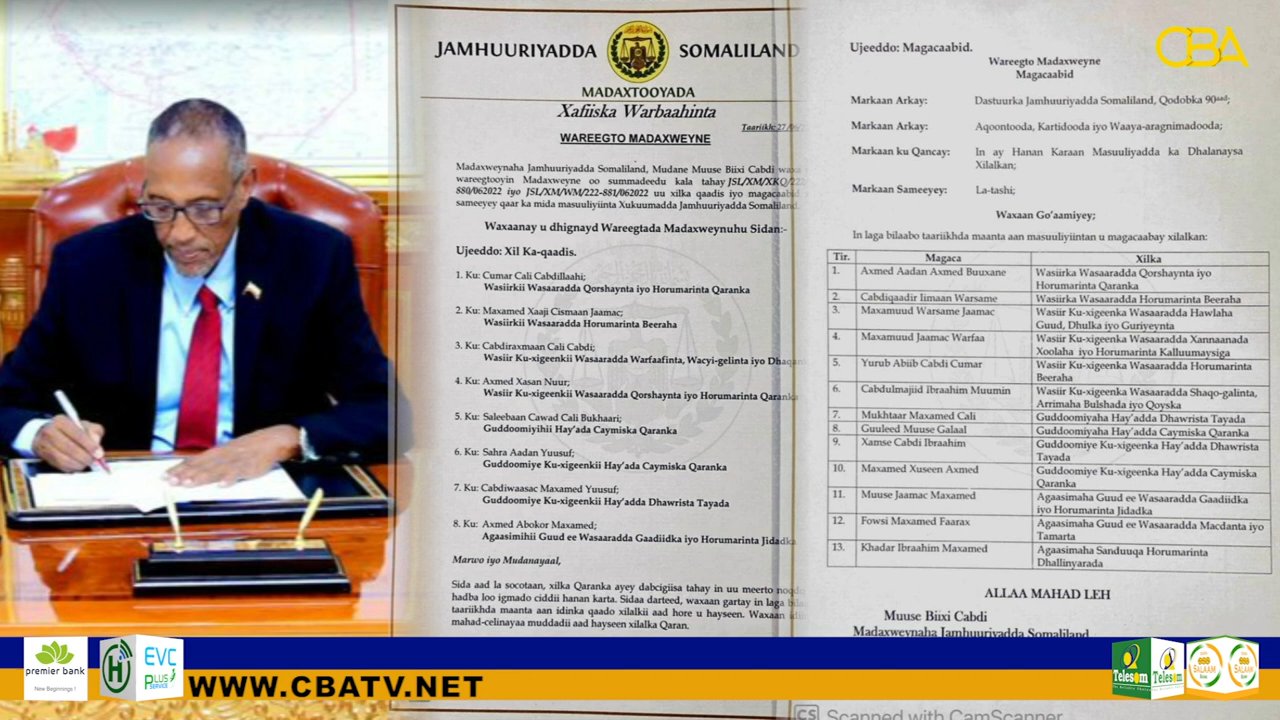 JAMHUURIYADDA SOMALILAND
MADAXTOOYADA
Xafiiska Warbaahinta
Taariikh: 27/06/
WAREEGTO MADAXWEYNE
Madaxweynaha Jamhuuriyadda Somaliland, Mudane Muuse Biixi Cabdi waxa
wareegtooyin Madaxweyne oo summadeedu kala tahay JSL/XM/XKQ/222-
880/062022 iyo JSL/XM/WM/222-881/062022 uu xilka qaadis iyo magacaabid
sameeyey qaar ka mida masuuliyiinta Xukuumadda Jamhuuriyadda Somaliland.
Waxaanay u dhignayd Wareegtada Madaxweynuhu Sidan:-
Ujeeddo: Xil Ka-qaadis.
1. Ku: Cumar Cali Cabdillaahi;
Wasiirkii Wasaaradda Qorshaynta iyo Horumarinta Qaranka
2. Ku: Maxamed Xaaji Cismaan Jaamac;
Wasiirkii Wasaaradda Horumarinta Beeraha
3. Ku: Cabdiraxmaan Cali Cabdi;
Wasiir Ku-xigeenkii Wasaaradda Warfaafinta, Wacyi-gelinta iyo Dhaqan
4. Ku: Axmed Xasan Nuur;
Wasiir Ku-xigeenkii Wasaaradda Qorshaynta iyo Horumarinta Qaranka
5. Ku: Saleebaan Cawad Cali Bukhaari;
Guddoomiyihii Hay'ada Caymiska Qaranka
6. Ku: Sahra Aadan Yuusuf;
Guddoomiye Ku-xigeenkii Hay'adda Caymiska Qaranka
7. Ku: Cabdiwaasac Maxamed Yuusuf;
Guddoomiye Ku-xigeenkii Hay'adda Dhawrista Tayada
8. Ku: Axmed Abokor Maxamed;
Agaasimihii Guud ee Wasaaradda Gaadiidka iyo Horumarinta Jidadka
Marwo iyo Mudanayaal,
Sida aad la socotaan, xilka Qaranka ayey dabcigiisa tahay in uu meerto noqdo
hadba loo igmado ciddii hanan karta. Sidaa darteed, waxaan gartay in laga bila
taariikhda maanta aan idinka qaado xilalkii aad hore u hayseen. Waxaan idin
mahad-celinayaa muddadii aad hayseen xilalka Qaran.
Ujeeddo: Magacaabid.
Wareegto Madaxweyne
Magacaabid
Markaan Arkay: Dastuurka Jamhuuriyadda Somaliland, Qodobka 90aad;
Markaan Arkay: Aqoontooda, Kartidooda iyo Waaya-aragnimadooda;
Markaan ku Qancay: In ay Hanan Karaan Masuuliyadda ka Dhalanaysa
Xilalkan;
Markaan Sameeyey: La-tashi;
Waxaan Go'aamiyey;
In laga bilaabo taariikhda maanta aan masuuliyiintan u magacaabay xilalkan:
Tir. Magaca Xilka
1. Axmed Aadan Axmed Buuxane Wasiirka Wasaaradda Qorshaynta iyo
Horumarinta Qaranka
2. Cabdiqaadir Iimaan Warsame Wasiirka Wasaaradda Horumarinta Beeraha
3. Maxamuud Warsame Jaamac Wasiir Ku-xigeenka Wasaaradda Hawlaha
Guud, Dhulka iyo Guriyeynta
4. Maxamuud Jaamac Warfaa Wasiir Ku-xigeenka Wasaaradda Xannaanada
Xoolaha iyo Horumarinta Kalluumaysiga
5. Yurub Abiib Cabdi Cumar Wasiir Ku-xigeenka Wasaaradda Horumarinta
Beeraha
6. Cabdulmajiid Ibraahim Muumin Wasiir Ku-xigeenka Wasaaradda Shaqo-galinta,
Arrimaha Bulshada iyo Qoyska
7. Mukhtaar Maxamed Cali Guddoomiyaha Hay'adda Dhawrista Tayada
8. Guuleed Muuse Galaal Guddoomiyaha Hay'adda Caymiska Qaranka
9. Xamse Cabdi Ibraahim Guddoomiye Ku-xigeenka Hay'adda Dhawrista
Tayada
10. Maxamed Xuseen Axmed Guddoomiye Ku-xigeenka Hay'adda Caymiska
Qaranka
11. Muuse Jaamac Maxamed Agaasimaha Guud ee Wasaaradda Gaadiidka
iyo Horumarinta Jidadka
12. Fowsi Maxamed Faarax Agaasimaha Guud ee Wasaaradda Macdanta iyo
Tamarta
13. Khadar Ibraahim Maxamed Agaasimaha Sanduuqa Horumarinta
Dhallinyarada
ALLAA MAHAD LEH
Muuse Biixi Cabdi
Madaxweynaha Jamhuuriyadda Somaliland
CBA
premier bank
New Beginnings !
EVC
PLUS
SERVICE
WWW.CBATV.NET
CS Scanned with CamScanner
Telesom
Telesom
SALAAM
SALAAM